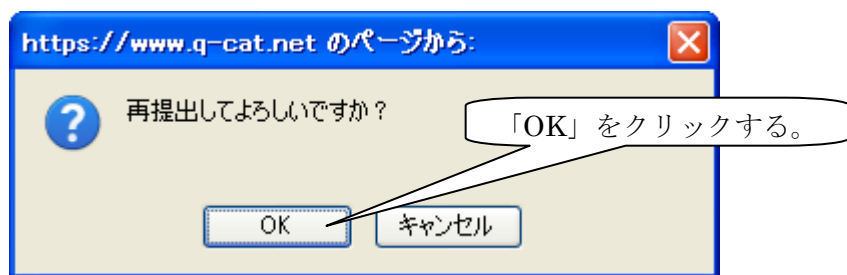 https://www.q-cat.net のページから:
再提出してよろしいですか?
「OK」をクリックする。
OK
キャンセル